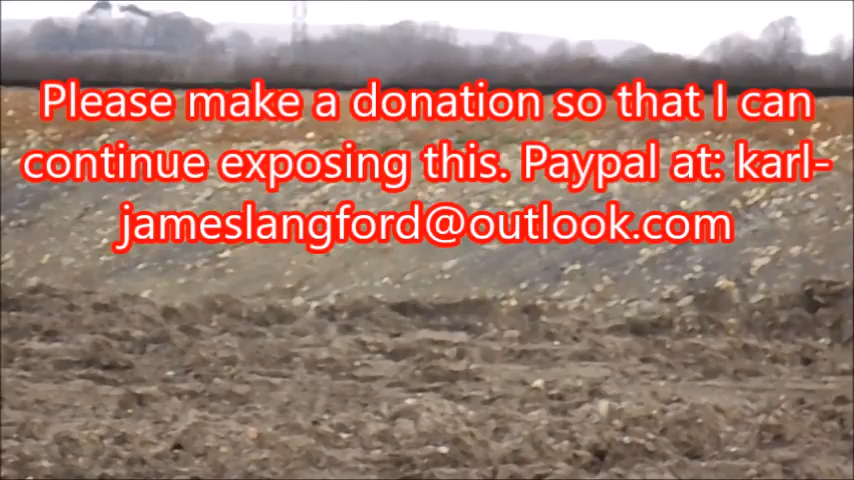 Please make a donation so that I can
continue exposing this. Paypal at: karl-
jameslangford@outlook.com